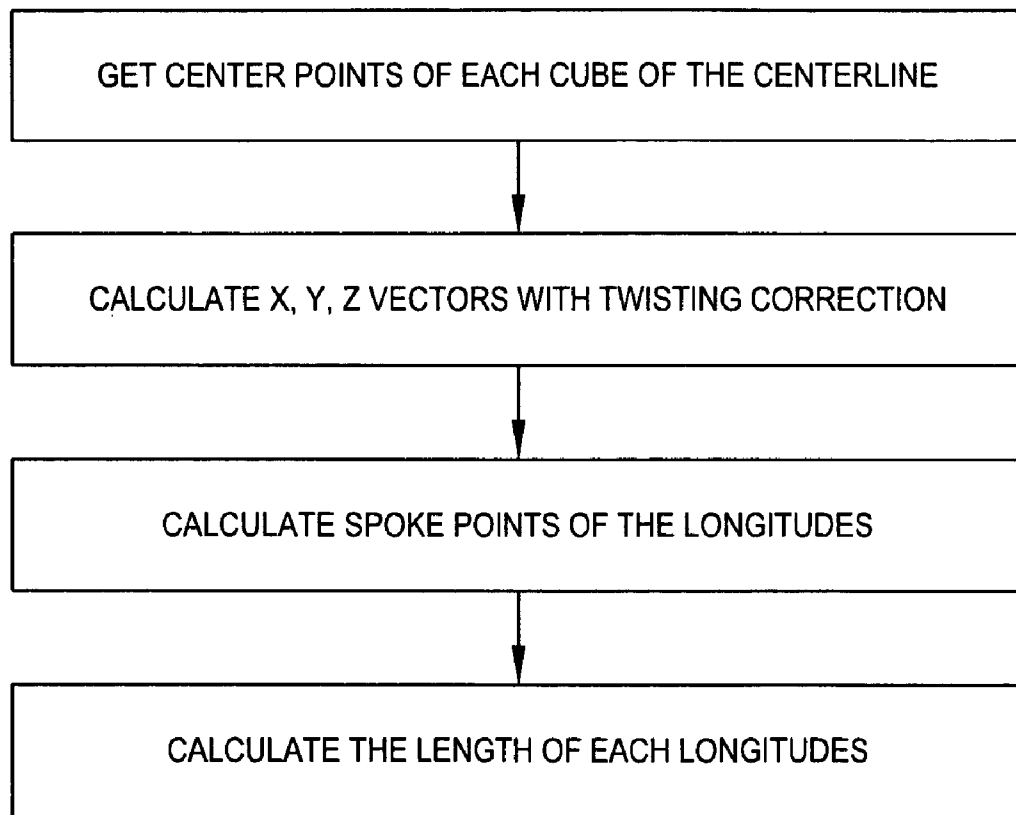 GET CENTER POINTS OF EACH CUBE OF THE CENTERLINE
CALCULATE X, Y, Z VECTORS WITH TWISTING CORRECTION
CALCULATE SPOKE POINTS OF THE LONGITUDES
CALCULATE THE LENGTH OF EACH LONGITUDES